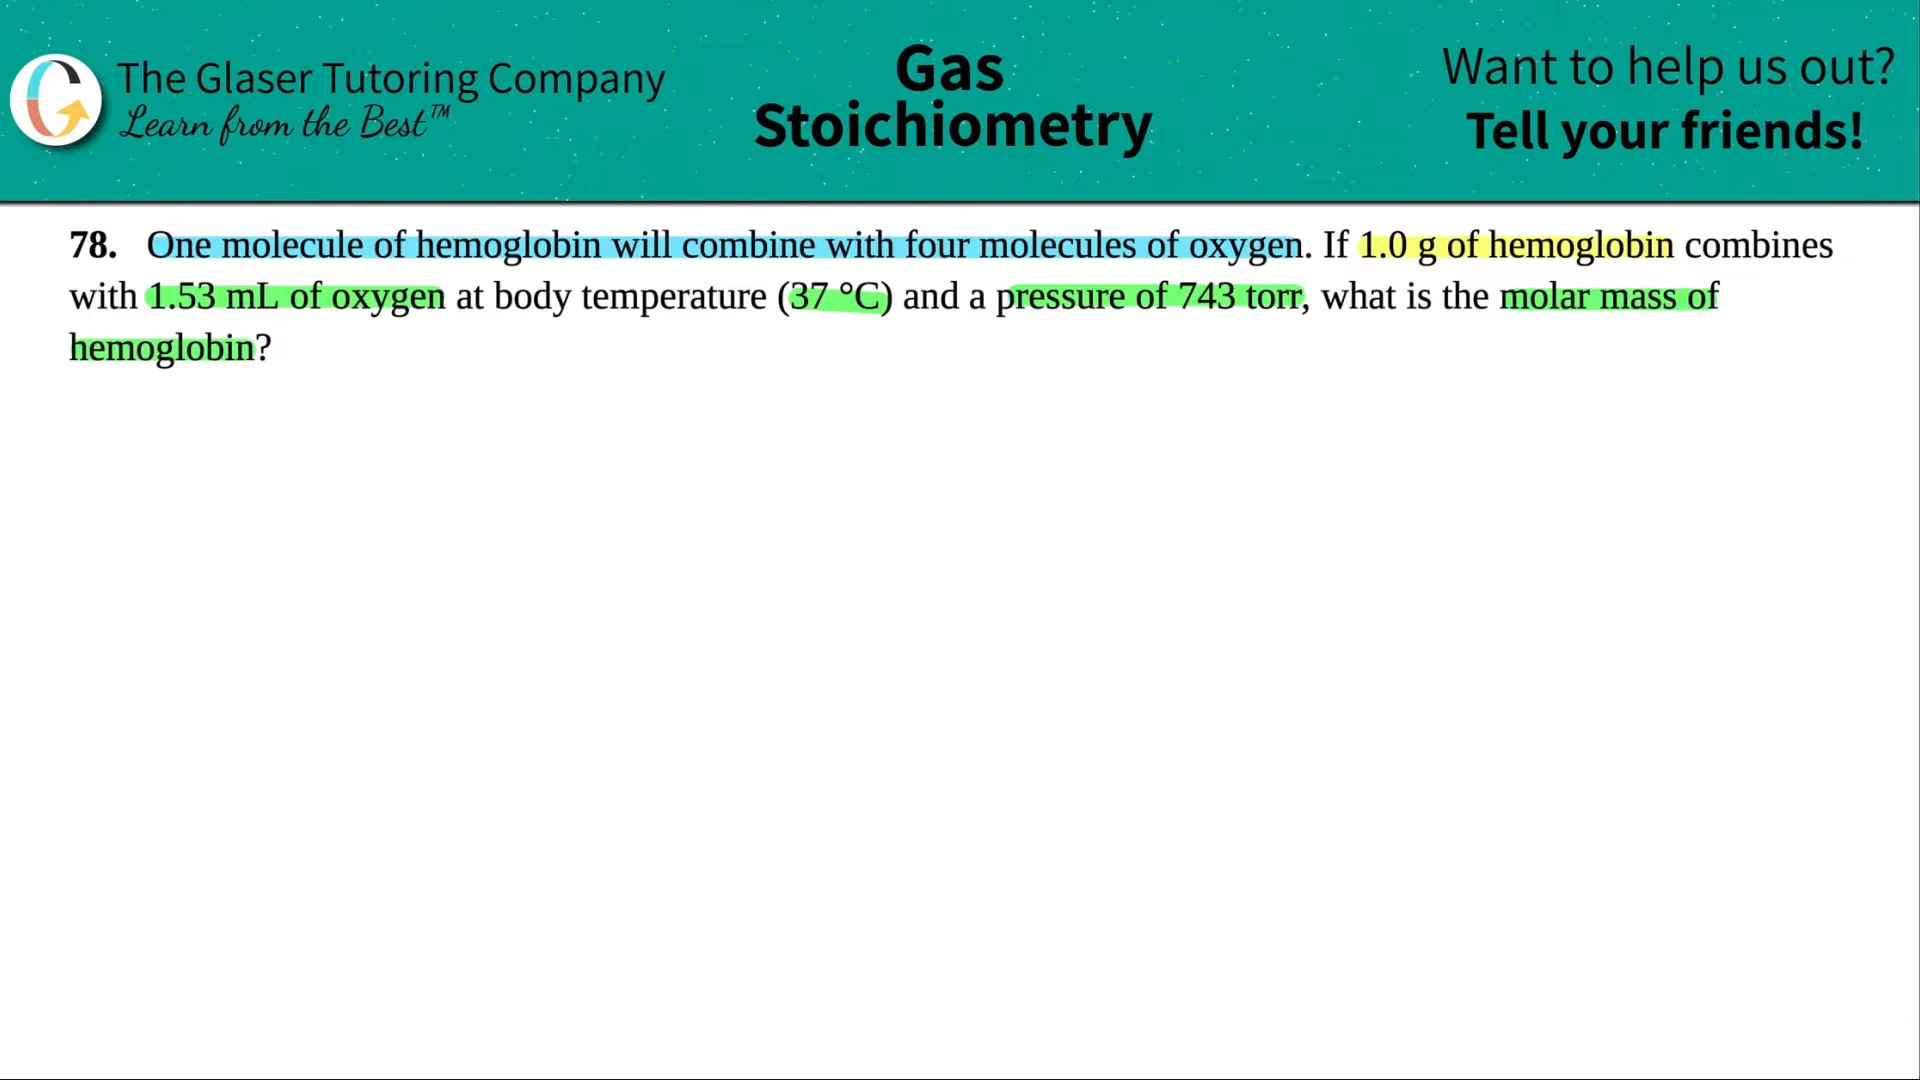 The Glaser Tutoring Company
Learn from the Best™
Gas
Stoichiometry
Want to help us out?
Tell your friends!
78. One molecule of hemoglobin will combine with four molecules of oxygen. If 1.0 g of hemoglobin combines
with 1.53 mL of oxygen at body temperature (37 °C) and a pressure of 743 torr, what is the molar mass of
hemoglobin?